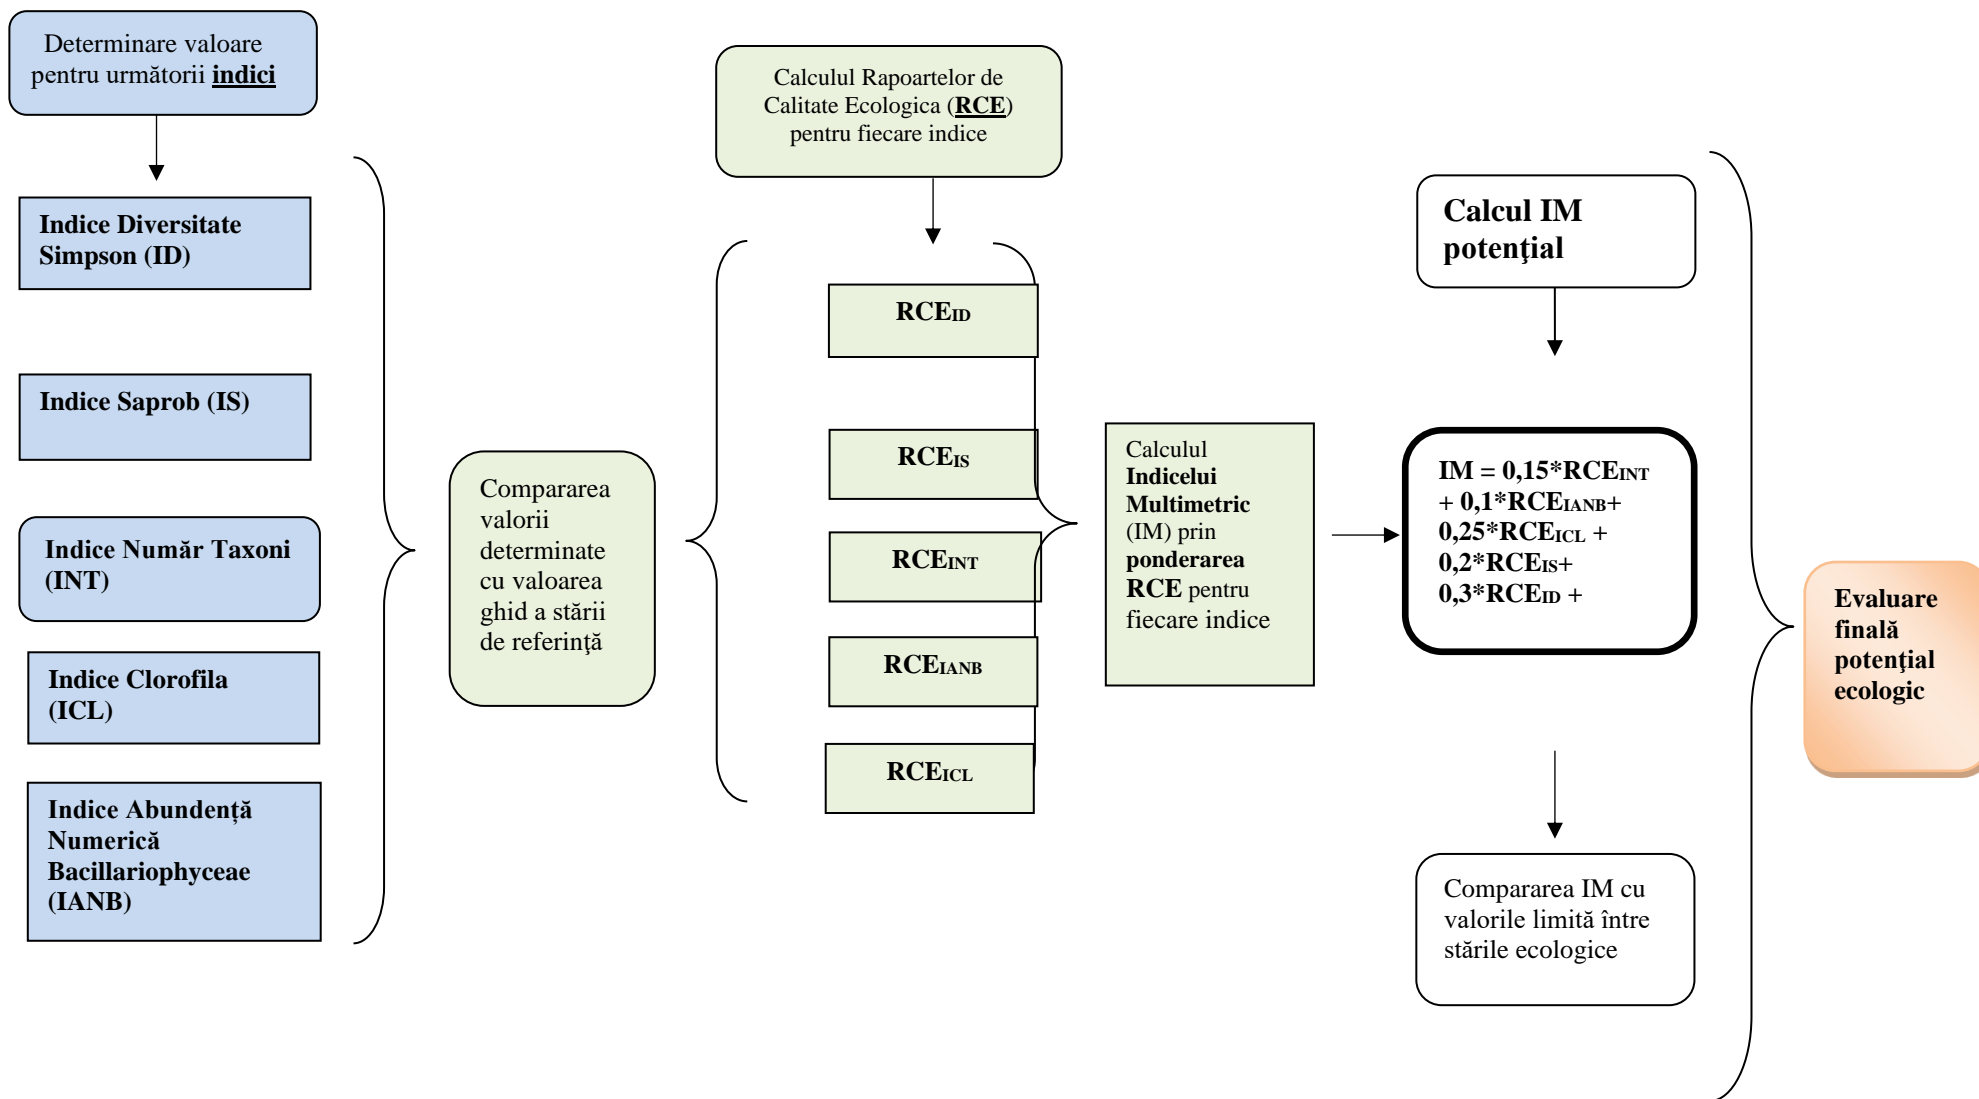 Determinare valoare
pentru următorii indici
Indice Diversitate
Simpson (ID)
Indice Saprob (IS)
Indice Număr Taxoni
(INT)
Indice Clorofila
(ICL)
Indice Abundență
Numerică
Bacillariophyceae
(IANB)
Compararea
valorii
determinate
cu valoarea
ghid a stării
de referinţă
Calculul Rapoartelor de
Calitate Ecologica (RCE)
pentru fiecare indice
RCEID
RCEIS
RCEINT
RCEIANB
RCEICL
Calculul
Indicelui
Multimetric
(IM) prin
ponderarea
RCE pentru
fiecare indice
Calcul IM
potenţial
IM = 0,15*RCEINT
+ 0,1*RCEIANB+
0,25*RCEICL +
0,2*RCEIS+
0,3*RCEID +
Compararea IM cu
valorile limită între
stările ecologice
Evaluare
finală
potenţial
ecologic